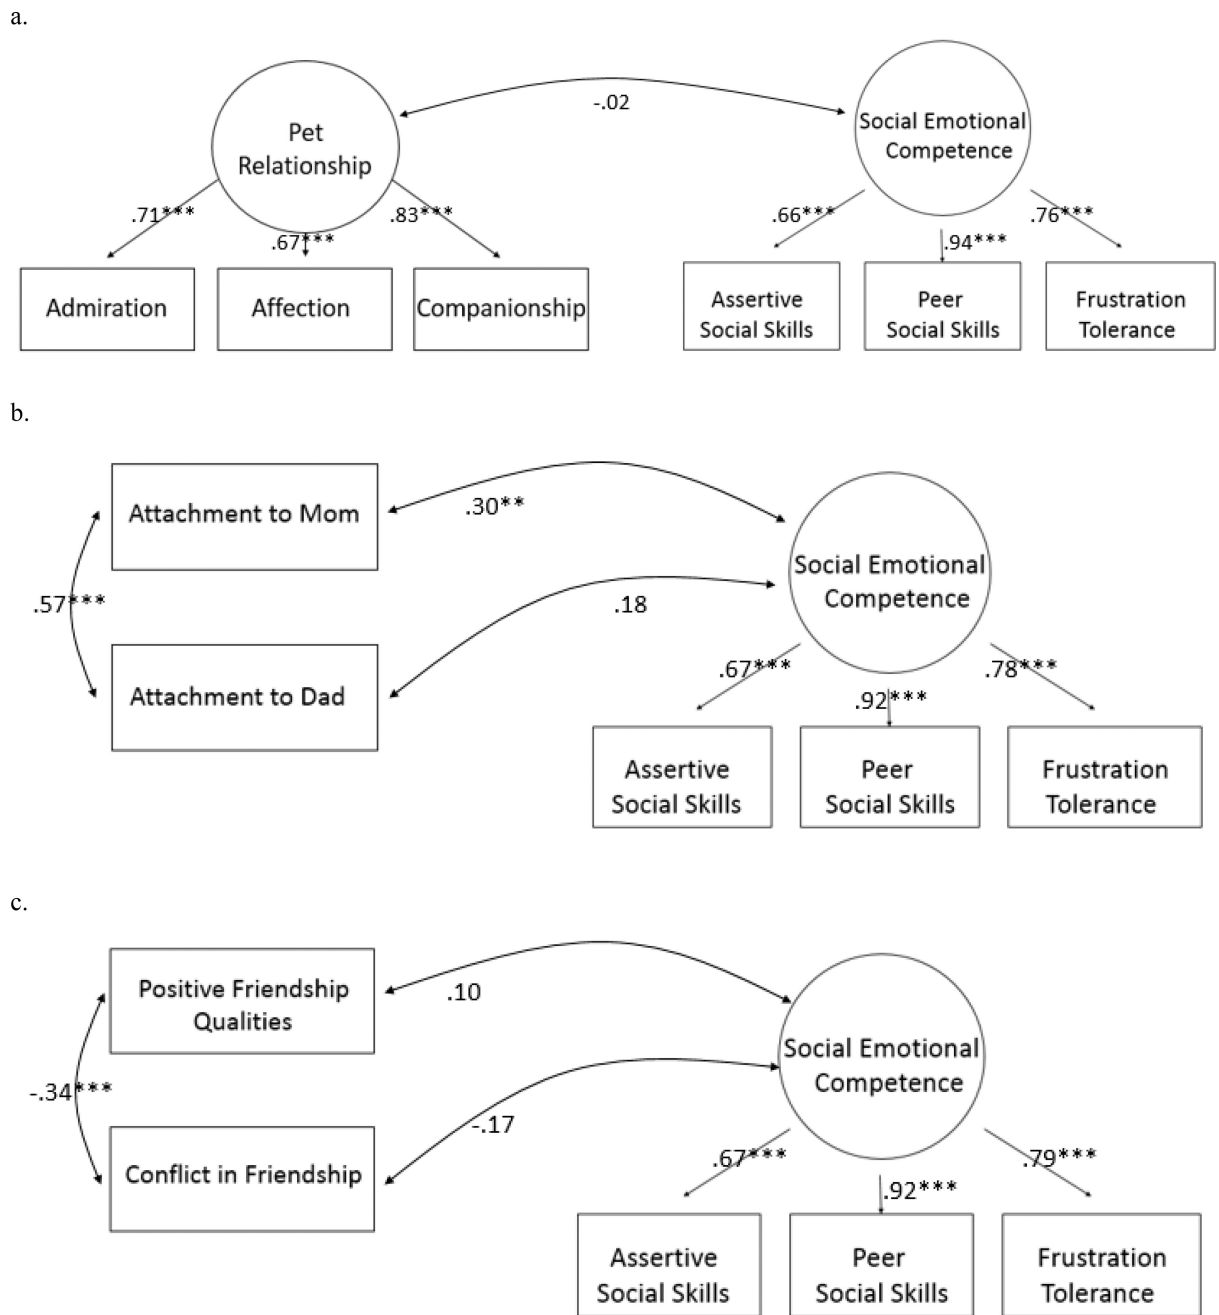 a.
-.02
Pet
Relationship
Social Emotional
Competence
.71***
.67***
.83***
.66***
.94***
.76***
Admiration
Affection
Companionship
Assertive
Social Skills
Peer
Social Skills
Frustration
Tolerance
b.
Attachment to Mom
.30**
.57***
.18
Attachment to Dad
Social Emotional
Competence
.67***
.92***
.78***
Assertive
Social Skills
Peer
Social Skills
Frustration
Tolerance
c.
Positive Friendship
Qualities
.10
-.34***
-.17
Conflict in Friendship
Social Emotional
Competence
.67***
.92***
.79***
Assertive
Social Skills
Peer
Social Skills
Frustration
Tolerance